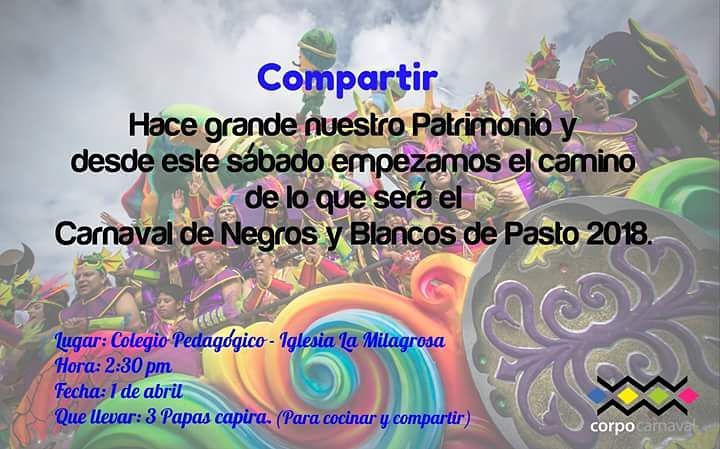 Compartir
Hace grande nuestro Patrimonio y
desde este sábado empezamos el camino
de lo que será el
Carnaval de Negros y Blancos de Pasto 2018.
Lugar: Colegio Pedagógico - Iglesia La Milagrosa
Hora: 2:30 pm
Fecha: 1 de abril
Que llevar: 3 Papas capira. (Para cocinar y compartir)
corpocarnaval